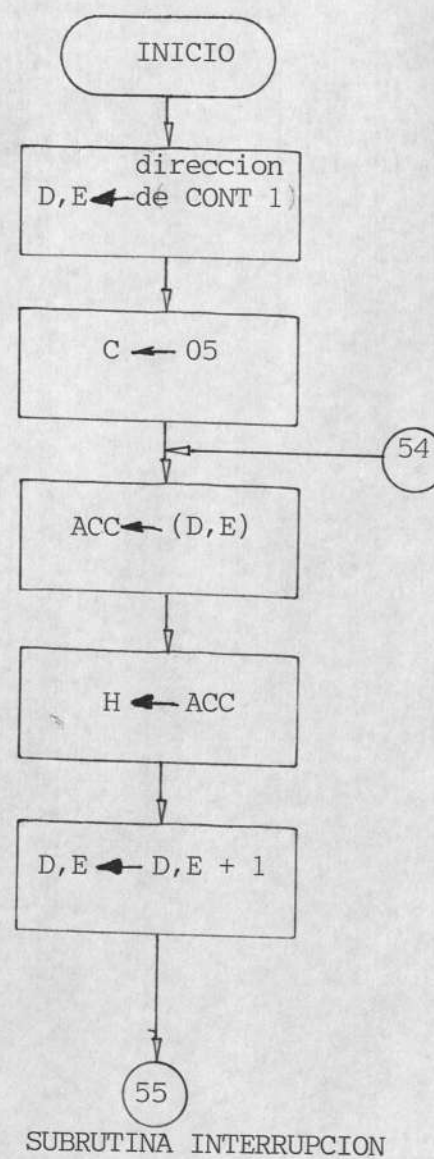 INICIO
direccion
D,E ← de ( CONT 1 )
C ← 05
54
ACC ← (D,E)
H ← ACC
D,E ← D,E + 1
55
SUBRUTINA INTERRUPCION